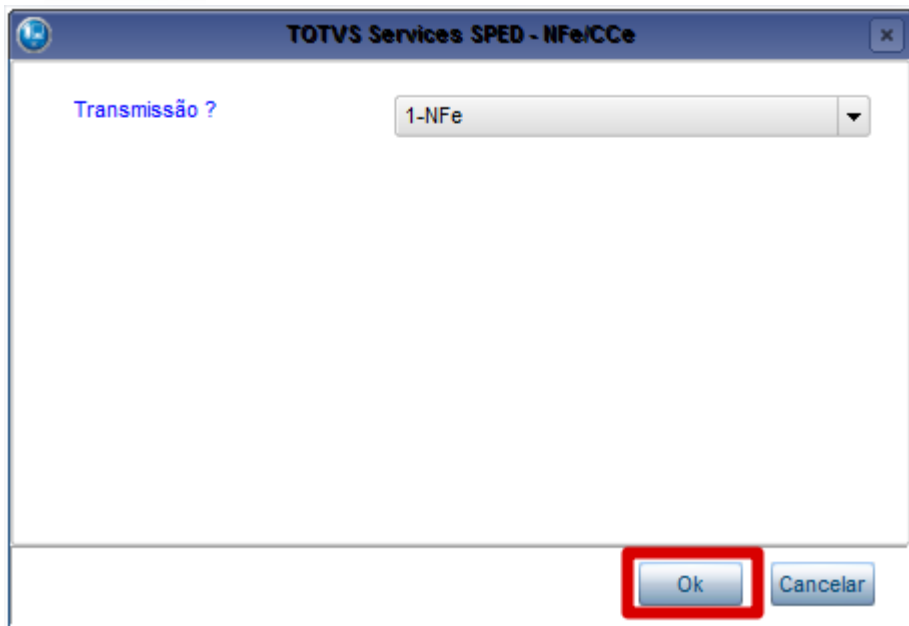 TOTVS Services SPED - NFe/CCe
Transmissão ?
1-NFe
Ok
Cancelar